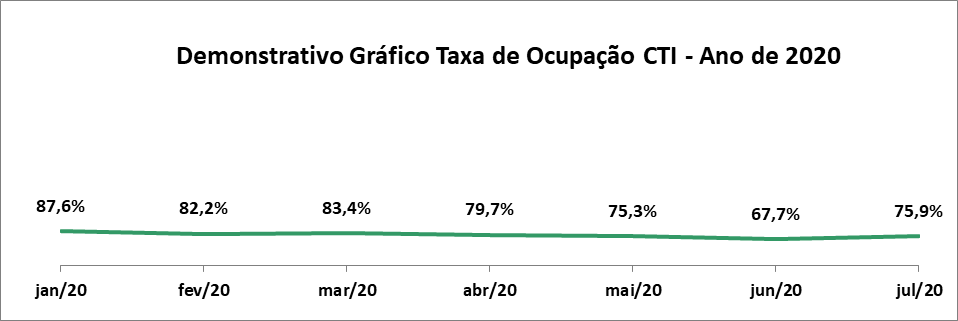 Demonstrativo Gráfico Taxa de Ocupação CTI - Ano de 2020
87,6% 82,2% 83,4% 79,7% 75,3% 67,7% 75,9%
jan/20 fev/20 mar/20 abr/20 mai/20 jun/20 jul/20